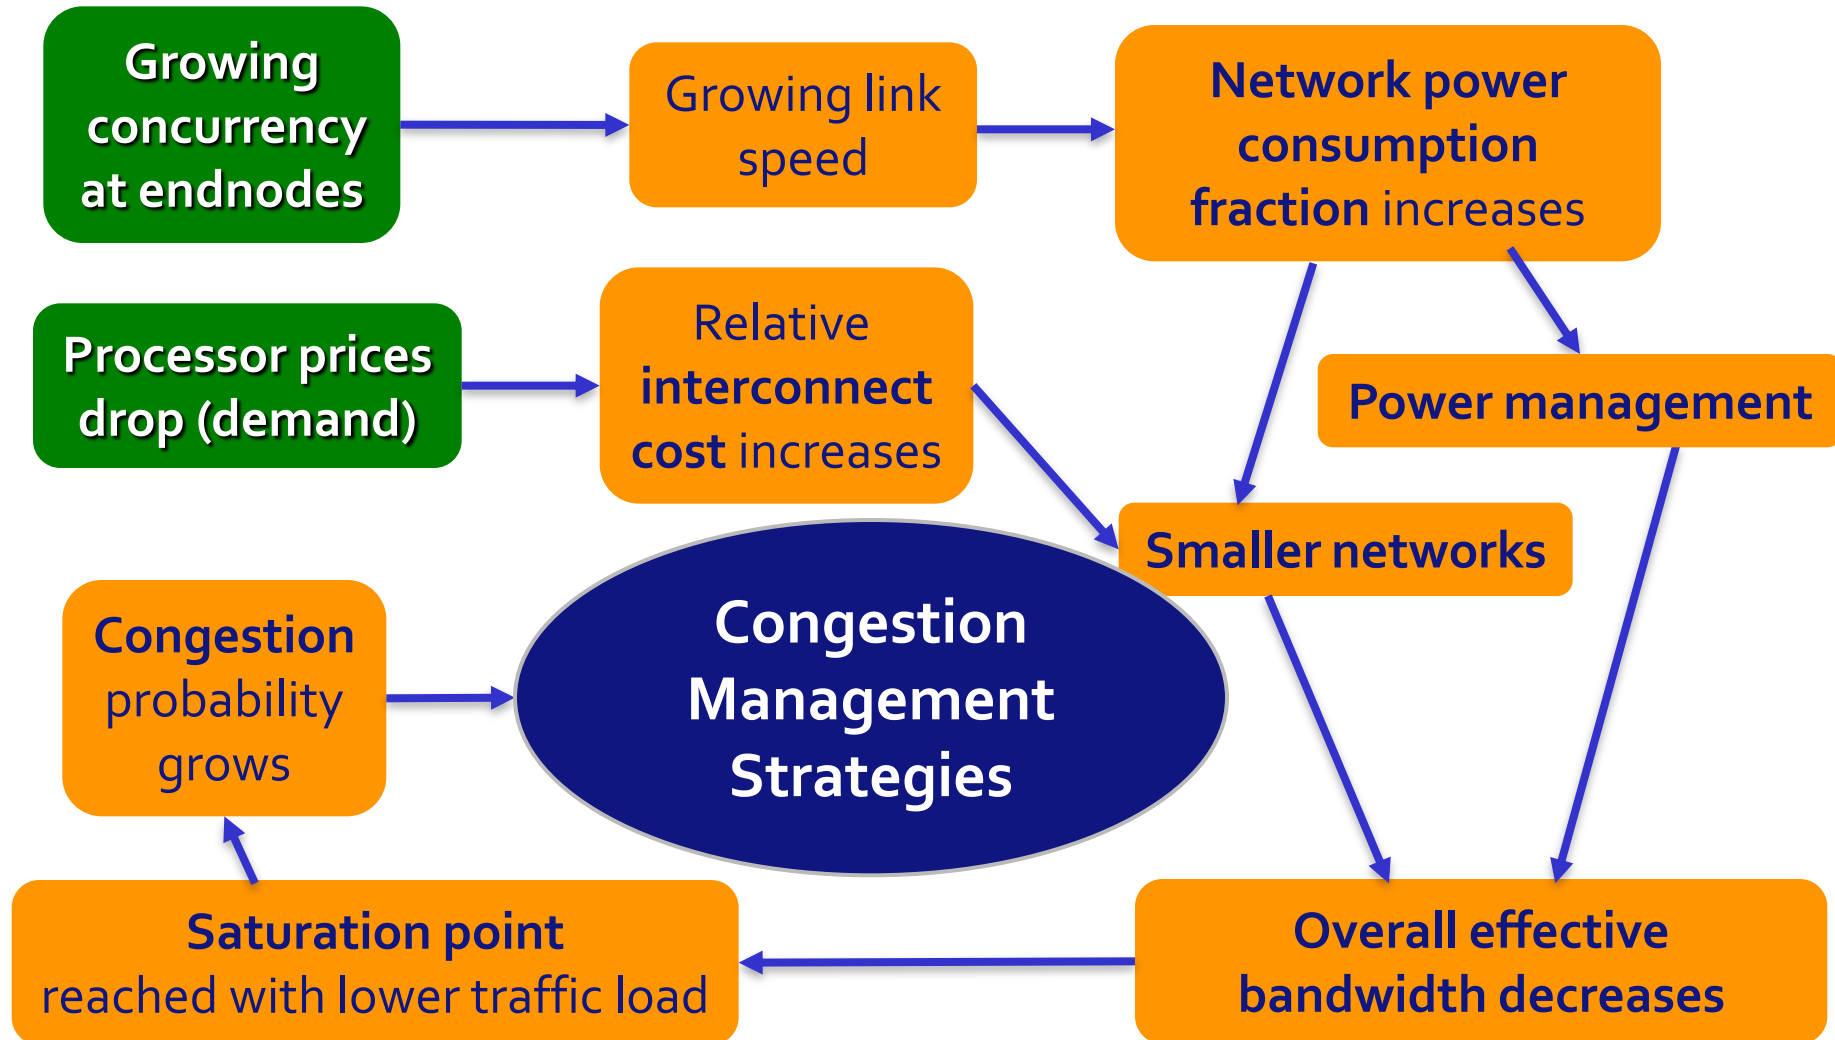 Growing
concurrency
at endnodes
Growing link
speed
Network power
consumption
fraction increases
Processor prices
drop (demand)
Relative
interconnect
cost increases
Power management
Smaller networks
Congestion
probability
grows
Congestion
Management
Strategies
Saturation point
reached with lower traffic load
Overall effective
bandwidth decreases